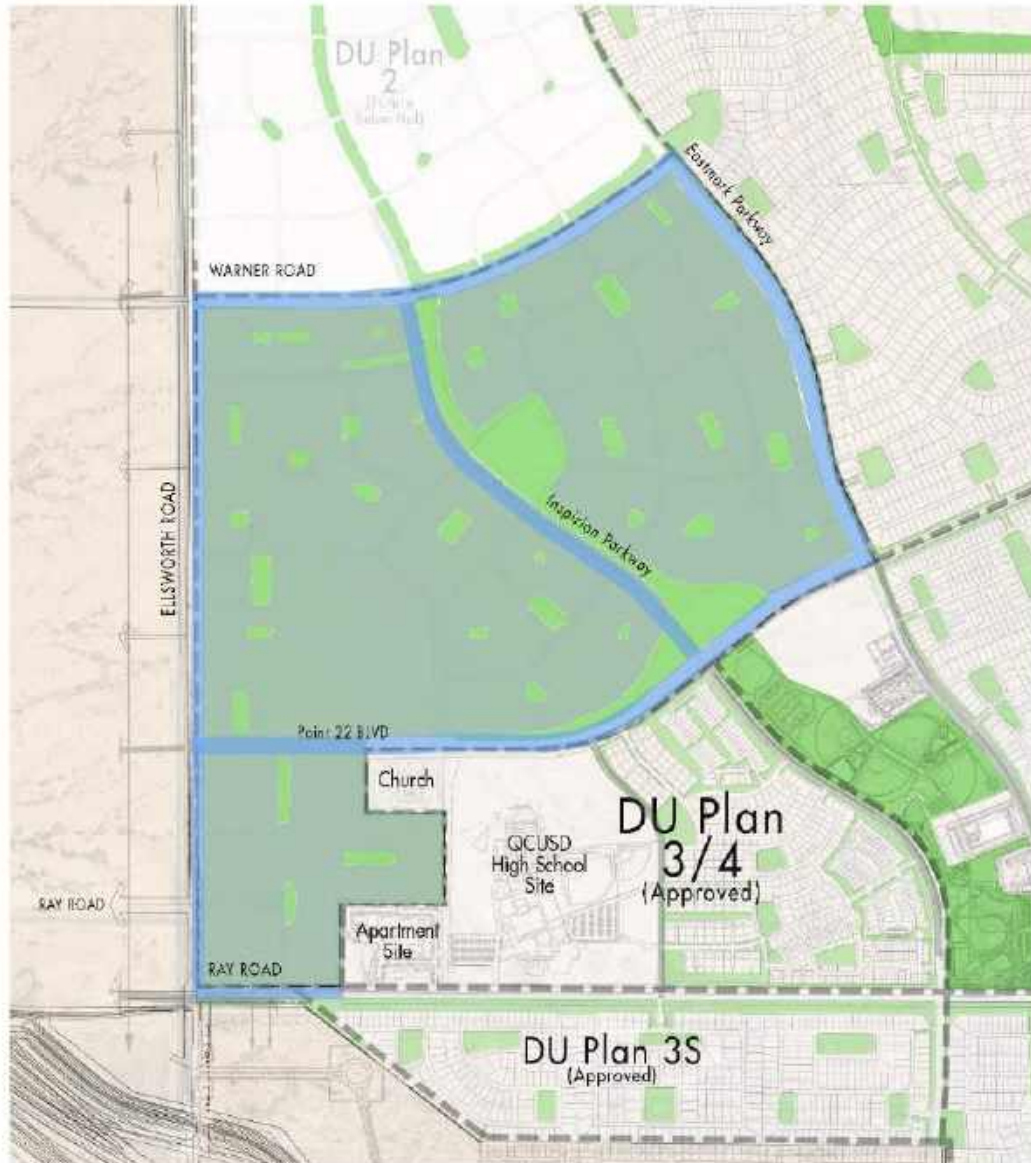 DU Plan
2
Eastmark Parkway
WARNER ROAD
ELLSWORTH ROAD
Inspirion Parkway
Point 22 BLVD
Church
DU Plan
3/4
(Approved)
QCUSD
High School
Site
RAY ROAD
Apartment
Site
RAY ROAD
DU Plan 3S
(Approved)